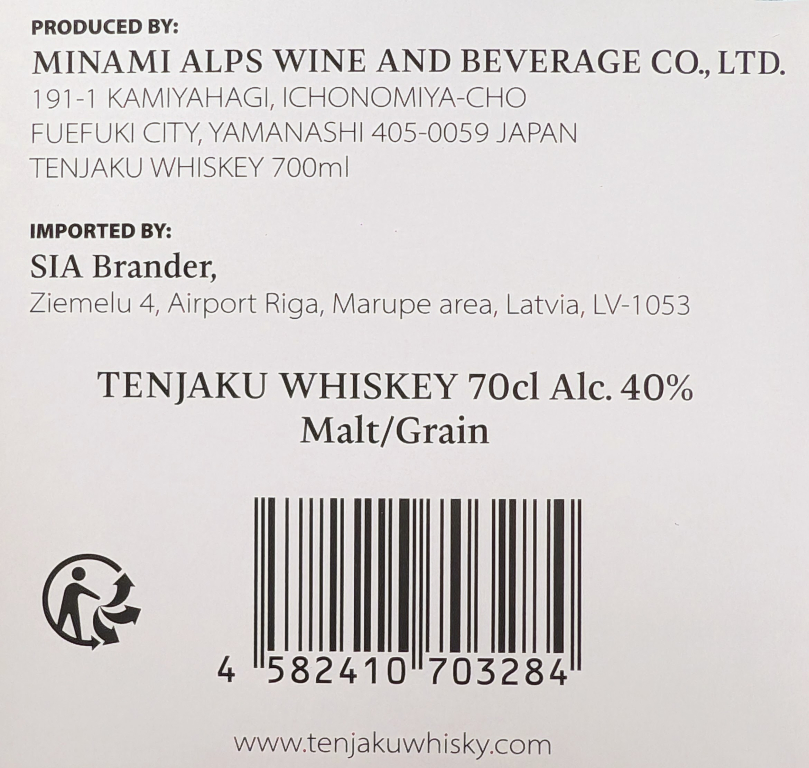 PRODUCED BY:
MINAMI ALPS WINE AND BEVERAGE CO., LTD.
191-1 KAMIYAHAGI, ICHONOMIYA-CHO
FUEFUKI CITY, YAMANASHI 405-0059 JAPAN
TENJAKU WHISKEY 700ml
IMPORTED BY:
SIA Brander,
Ziemelu 4, Airport Riga, Marupe area, Latvia, LV-1053
TENJAKU WHISKEY 70cl Alc. 40%
Malt/Grain
4 582410 703284
www.tenjakuwhisky.com